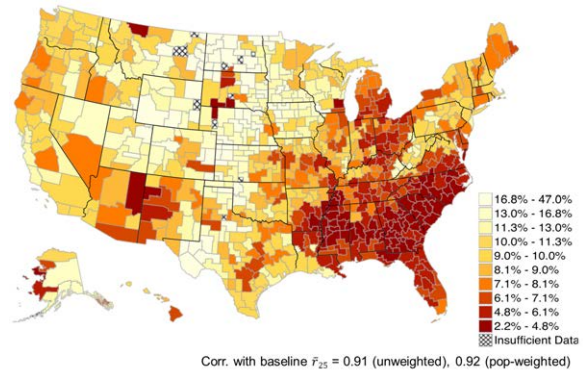 16.8% - 47.0%
13.0% - 16.8%
11.3% - 13.0%
10.0% - 11.3%
9.0% - 10.0%
8.1% - 9.0%
7.1% - 8.1%
6.1% - 7.1%
4.8% - 6.1%
2.2% - 4.8%
Insufficient Data
Corr. with baseline r̄₂₅ = 0.91 (unweighted), 0.92 (pop-weighted)